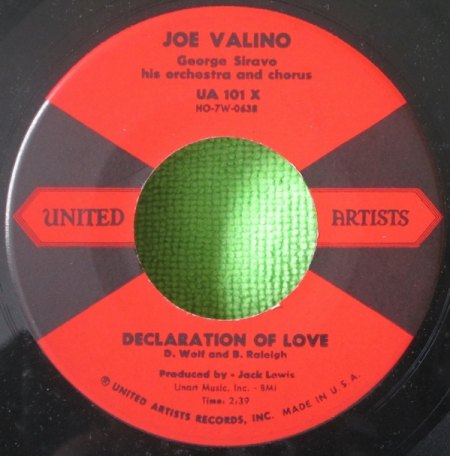 JOE VALINO
George Siravo
his orchestra and chorus
UA 101 X
HO-7W-0638
UNITED ARTISTS
DECLARATION OF LOVE
D. Wolf and B. Raleigh
Produced by - Jack Lewis
Unart Music, Inc. - BMI
Time: 2:39
© UNITED ARTISTS RECORDS, INC. MADE IN U.S.A.